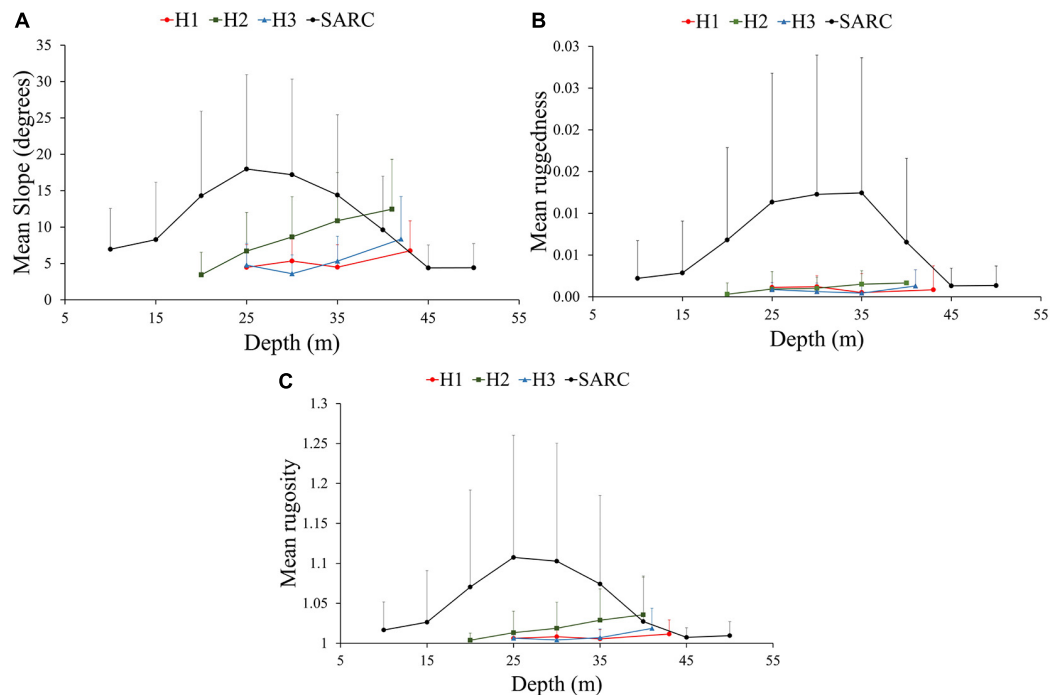 A
H1 H2 H3 SARC
Mean Slope (degrees)
35
30
25
20
15
10
5
0
5 15 25 35 45 55
Depth (m)
B
H1 H2 H3 SARC
Mean ruggedness
0.03
0.03
0.02
0.02
0.01
0.01
0.00
5 15 25 35 45 55
Depth (m)
C
H1 H2 H3 SARC
Mean rugosity
1.3
1.25
1.2
1.15
1.1
1.05
1
5 15 25 35 45 55
Depth (m)